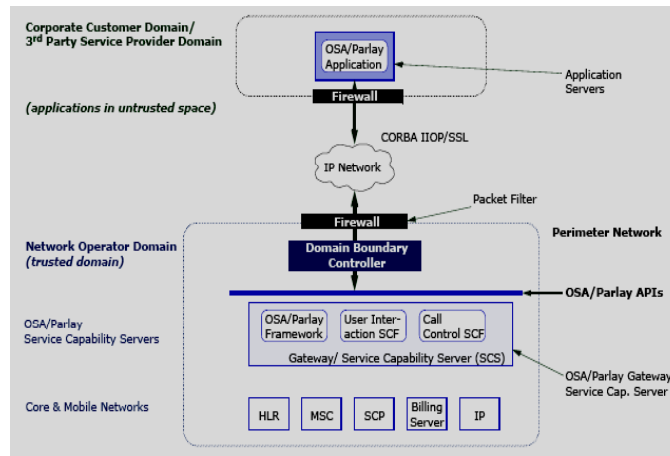 Corporate Customer Domain/
3rd Party Service Provider Domain
OSA/Parlay
Application
Application
Servers
(applications in untrusted space)
Firewall
CORBA IIOP/SSL
IP Network
Packet Filter
Firewall
Perimeter Network
Network Operator Domain
(trusted domain)
Domain Boundary
Controller
OSA/Parlay APIs
OSA/Parlay
Service Capability Servers
OSA/Parlay
Framework
User Inter-
action SCF
Call
Control SCF
Gateway/ Service Capability Server (SCS)
OSA/Parlay Gateway
Service Cap. Server
Core & Mobile Networks
HLR
MSC
SCP
Billing
Server
IP